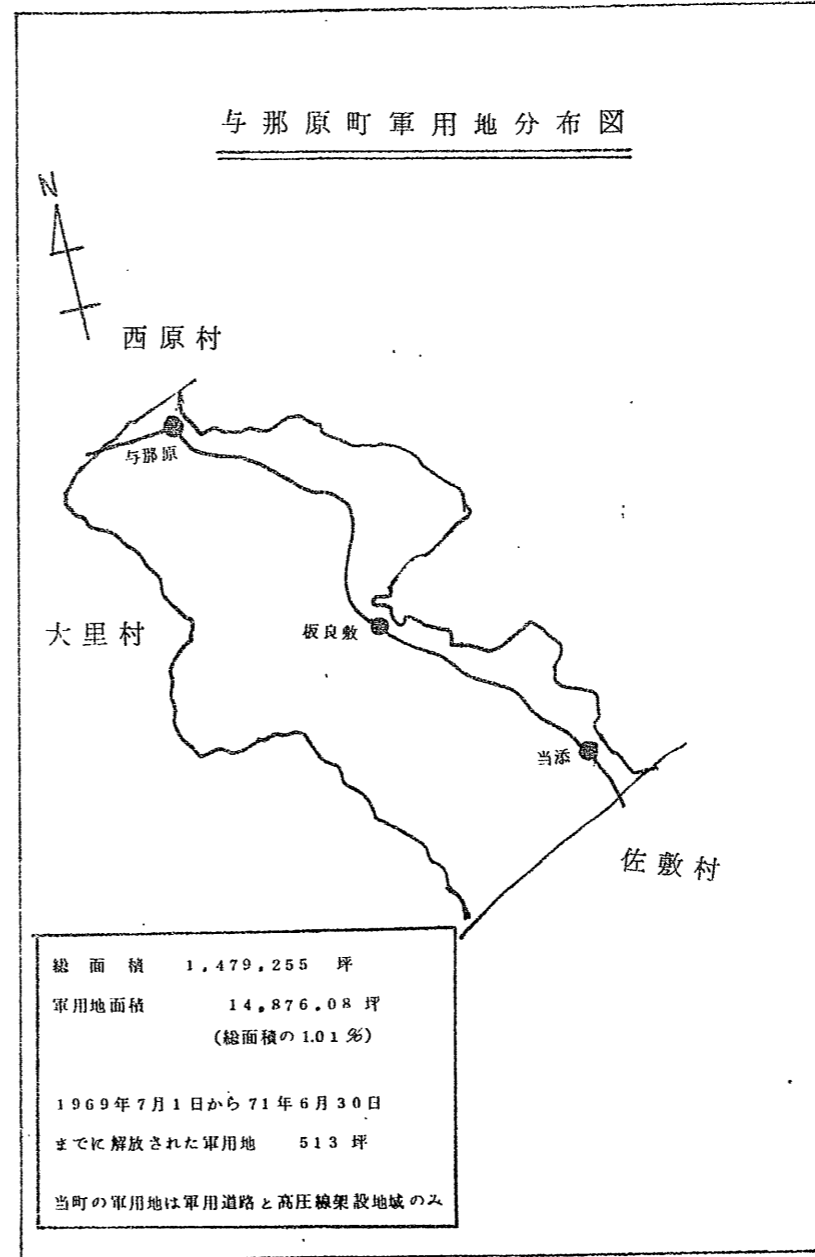 与那原町軍用地分布図
N
西原村
与那原
大里村
板良敷
当添
佐敷村
総面積 1,479,255 坪
軍用地面積 14,876.08 坪
(総面積の 1.01 %)
1969年7月1日から71年6月30日
までに解放された軍用地 513 坪
当町の軍用地は軍用道路と高圧線架設地域のみ